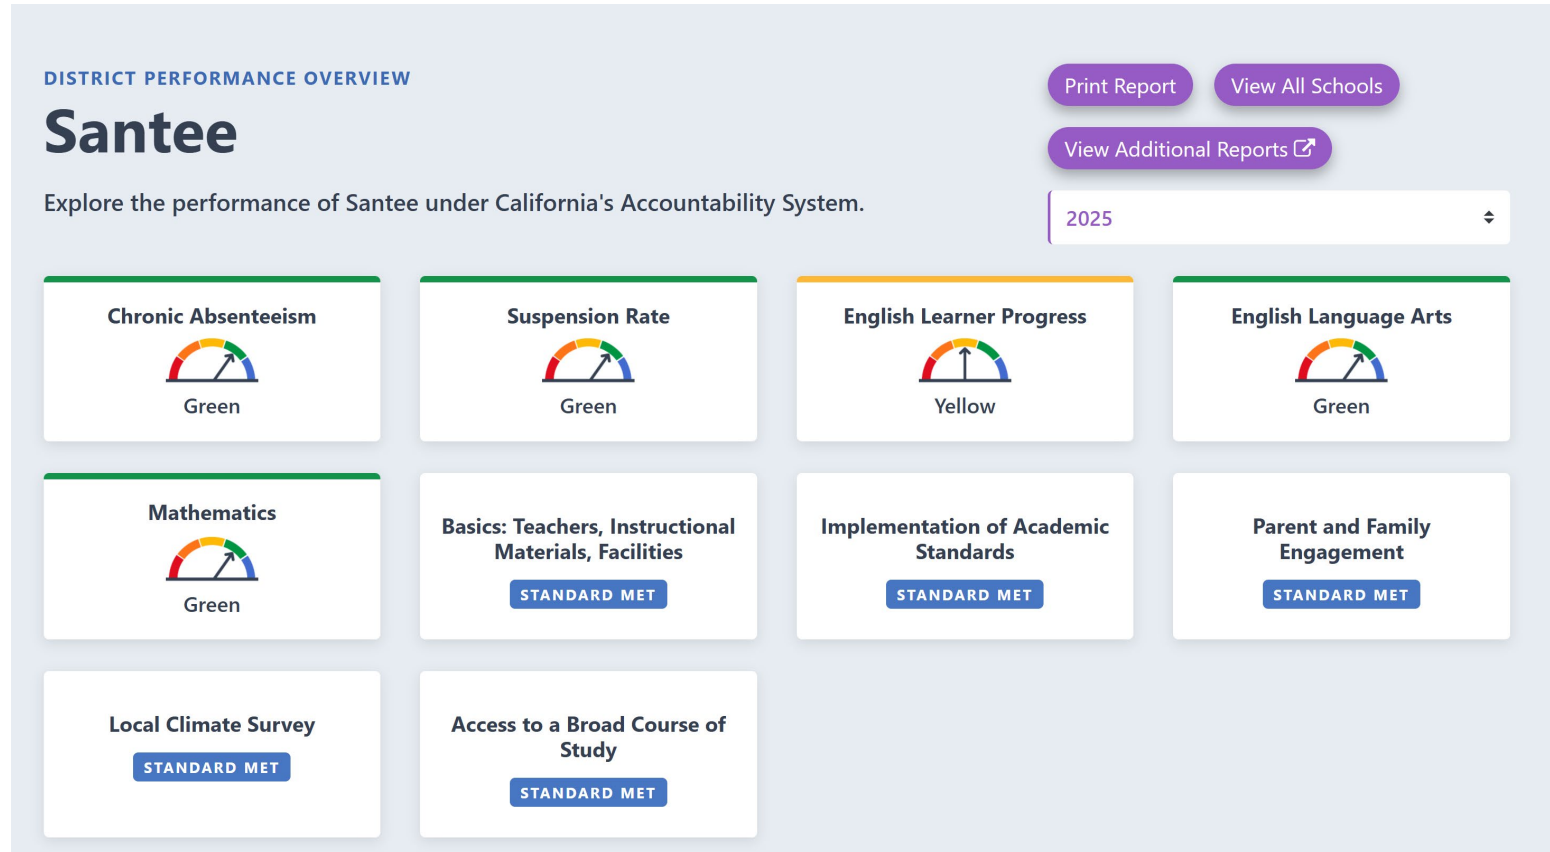 DISTRICT PERFORMANCE OVERVIEW
Santee
Explore the performance of Santee under California's Accountability System.
Print Report
View All Schools
View Additional Reports
2025
Chronic Absenteeism
Green
Suspension Rate
Green
English Learner Progress
Yellow
English Language Arts
Green
Mathematics
Green
Basics: Teachers, Instructional
Materials, Facilities
STANDARD MET
Implementation of Academic
Standards
STANDARD MET
Parent and Family
Engagement
STANDARD MET
Local Climate Survey
STANDARD MET
Access to a Broad Course of
Study
STANDARD MET